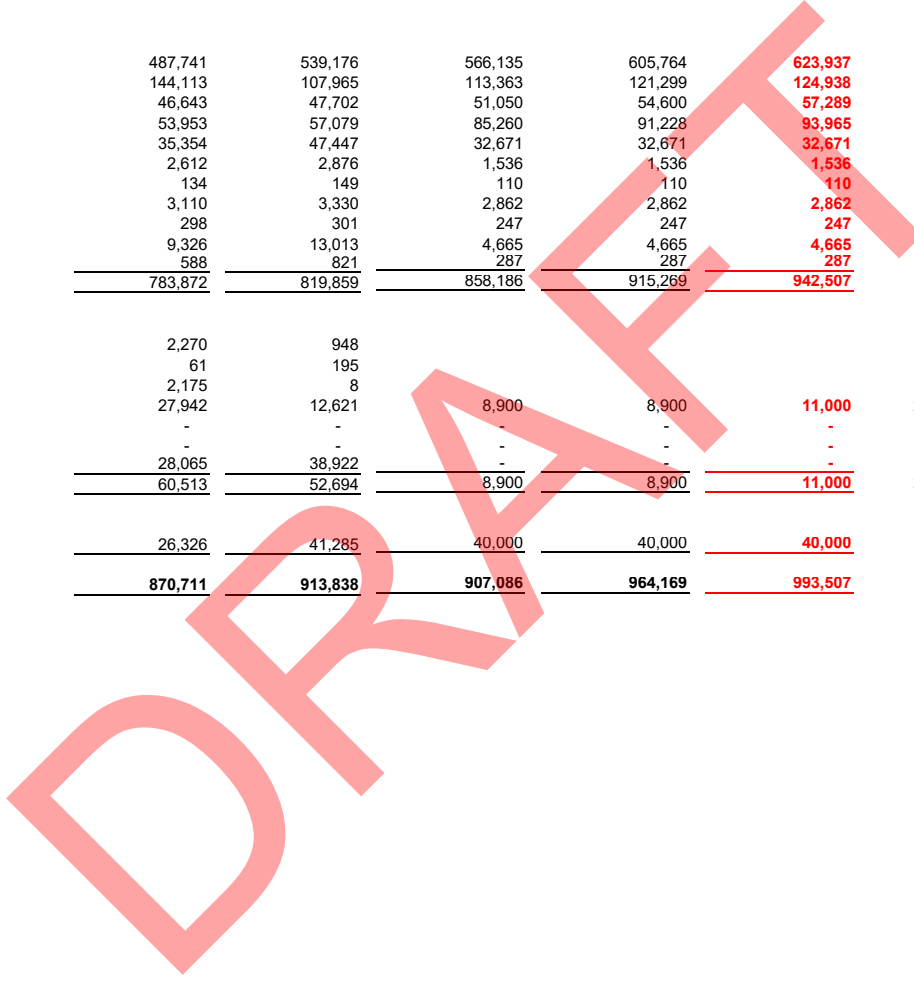 487,741 539,176 566,135 605,764 623,937
144,113 107,965 113,363 121,299 124,938
46,643 47,702 51,050 54,600 57,289
53,953 57,079 85,260 91,228 93,965
35,354 47,447 32,671 32,671 32,671
2,612 2,876 1,536 1,536 1,536
134 149 110 110 110
3,110 3,330 2,862 2,862 2,862
298 301 247 247 247
9,326 13,013 4,665 4,665 4,665
588 821 287 287 287
783,872 819,859 858,186 915,269 942,507
2,270 948
61 195
2,175 8
27,942 12,621 8,900 8,900 11,000
- - - - -
- - - - -
28,065 38,922 - - -
60,513 52,694 8,900 8,900 11,000
26,326 41,285 40,000 40,000 40,000
870,711 913,838 907,086 964,169 993,507
DRAFT